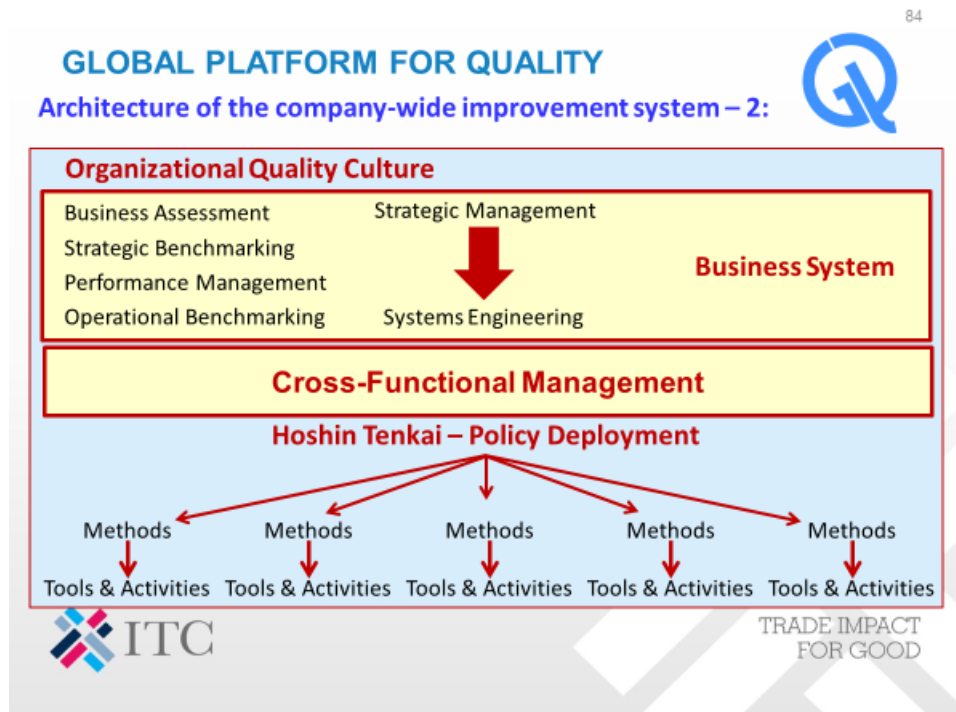 84
GLOBAL PLATFORM FOR QUALITY
Architecture of the company-wide improvement system – 2:
Organizational Quality Culture
Business Assessment
Strategic Benchmarking
Performance Management
Operational Benchmarking
Strategic Management
Systems Engineering
Business System
Cross-Functional Management
Hoshin Tenkai – Policy Deployment
Methods Methods Methods Methods Methods
Tools & Activities Tools & Activities Tools & Activities Tools & Activities Tools & Activities
ITC
TRADE IMPACT
FOR GOOD